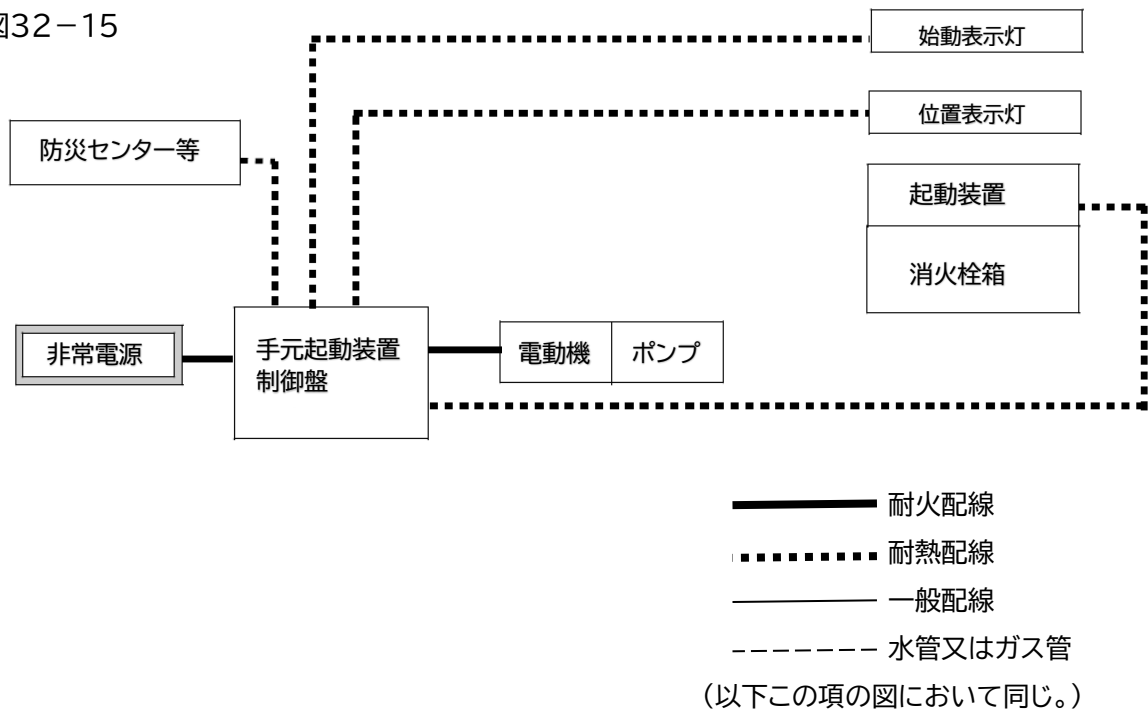 図32-15
始動表示灯
位置表示灯
防災センター等
起動装置
消火栓箱
非常電源
手元起動装置
制御盤
電動機
ポンプ
耐火配線
耐熱配線
一般配線
水管又はガス管
(以下この項の図において同じ。)